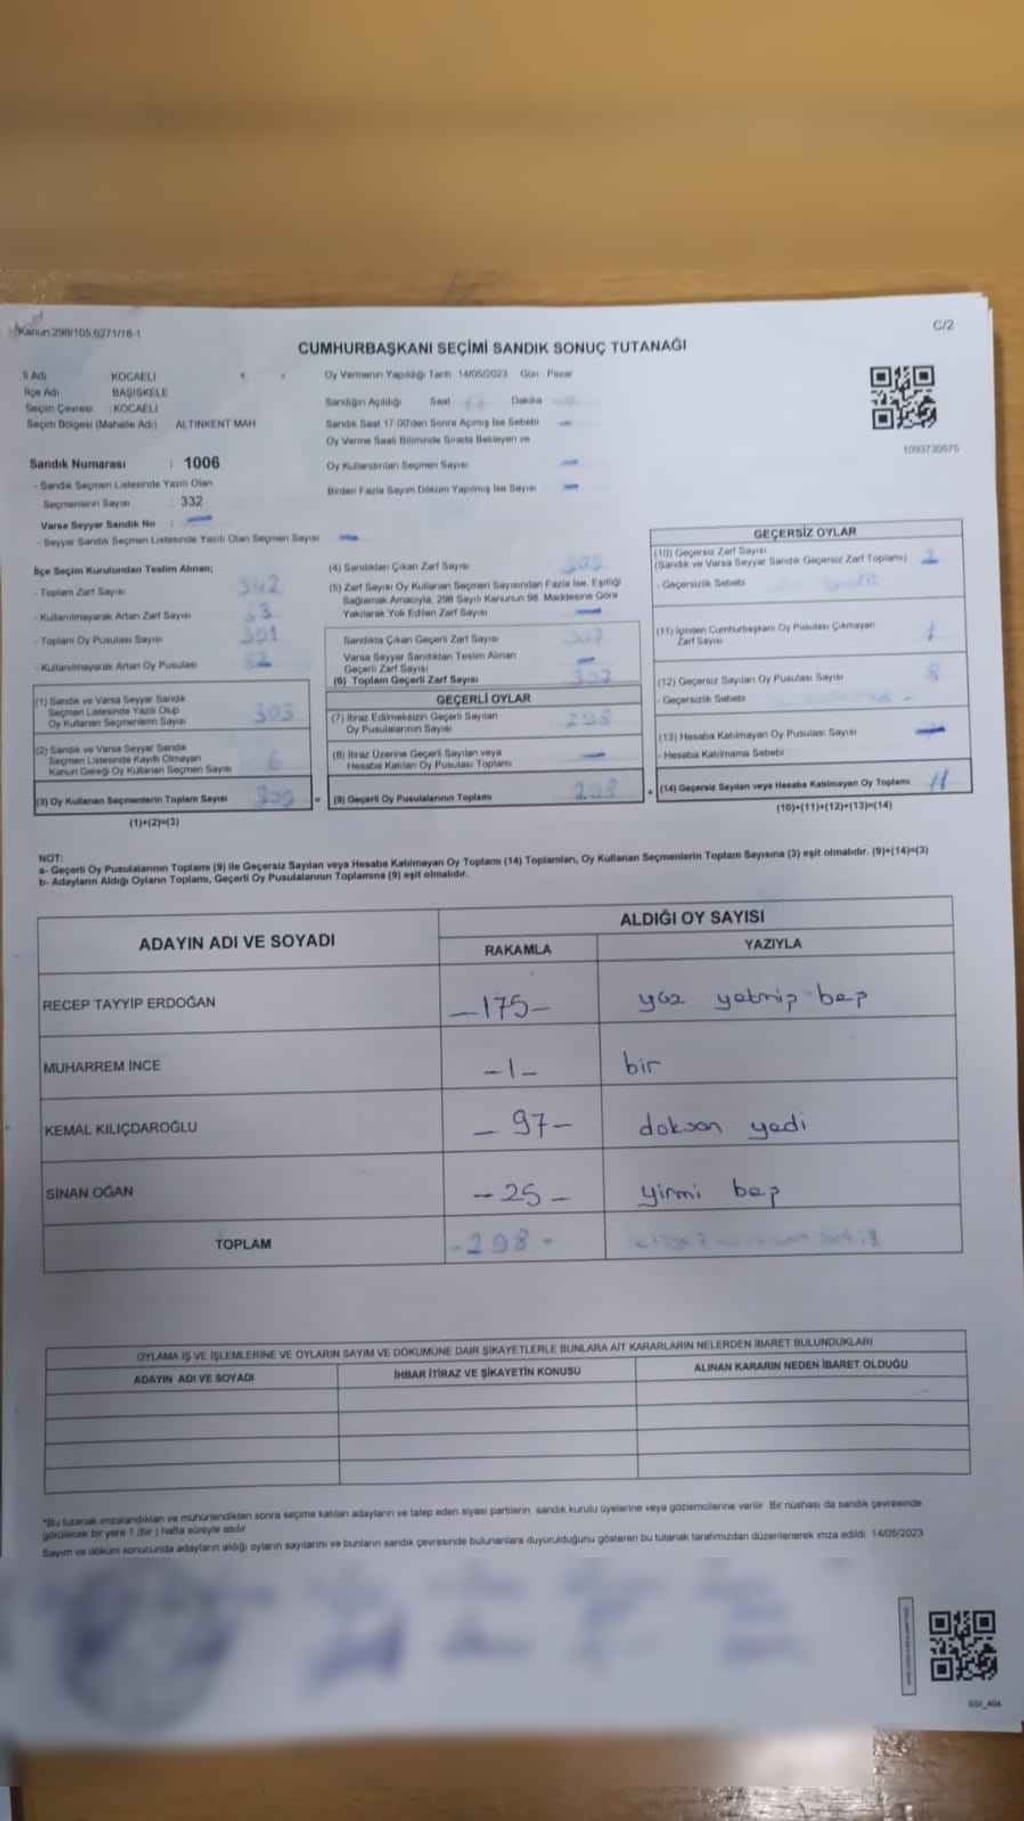 Kanun:298/105,6271/16-1
C/2
CUMHURBAŞKANI SEÇİMİ SANDIK SONUÇ TUTANAĞI
İl Adı KOCAELİ
İlçe Adı BAŞİSKELE
Seçim Çevresi : KOCAELİ
Seçim Bölgesi (Mahalle Adı) ALTINKENT MAH
Sandık Numarası : 1006
- Sandık Seçmen Listesinde Yazılı Olan
Seçmenlerin Sayısı 332
Varsa Seyyar Sandık No :
- Seyyar Sandık Seçmen Listesinde Yazılı Olan Seçmen Sayısı
Oy Vermenin Yapıldığı Tarih 14/05/2023 Gün Pazar
Sandığın Açıldığı Saat Dakika
Sandık Saat 17.00'den Sonra Açılmış İse Sebebi
Oy Verme Saati Bitiminde Sırada Bekleyen ve
Oy Kullandırılan Seçmen Sayısı
Birden Fazla Sayım Döküm Yapılmış İse Sayısı
İlçe Seçim Kurulundan Teslim Alınan;
- Toplam Zarf Sayısı 342
- Kullanılmayarak Artan Zarf Sayısı
- Toplam Oy Pusulası Sayısı
- Kullanılmayarak Artan Oy Pusulası
(1) Sandık ve Varsa Seyyar Sandık
Seçmen Listesinde Yazılı Olup
Oy Kullanan Seçmenlerin Sayısı 303
(2) Sandık ve Varsa Seyyar Sandık
Seçmen Listesinde Kayıtlı Olmayan
Kanun Gereği Oy Kullanan Seçmen Sayısı 6
(3) Oy Kullanan Seçmenlerin Toplam Sayısı 309
(1)+(2)=(3)
(4) Sandıktan Çıkan Zarf Sayısı
(5) Zarf Sayısı Oy Kullanan Seçmen Sayısından Fazla İse, Eşitliği
Sağlamak Amacıyla, 298 Sayılı Kanunun 98. Maddesine Göre
Yakılarak Yok Edilen Zarf Sayısı
Sandıkta Çıkan Geçerli Zarf Sayısı
Varsa Seyyar Sandıktan Teslim Alınan
Geçerli Zarf Sayısı
(6) Toplam Geçerli Zarf Sayısı
GEÇERLİ OYLAR
(7) İtiraz Edilmeksizin Geçerli Sayılan
Oy Pusulalarının Sayısı 298
(8) İtiraz Üzerine Geçerli Sayılan veya
Hesaba Katılan Oy Pusulası Toplamı
(9) Geçerli Oy Pusulalarının Toplamı 298
GEÇERSİZ OYLAR
(10) Geçersiz Zarf Sayısı
(Sandık ve Varsa Seyyar Sandık Geçersiz Zarf Toplamı)
- Geçersizlik Sebebi
(11) İçinden Cumhurbaşkanı Oy Pusulası Çıkmayan
Zarf Sayısı
(12) Geçersiz Sayılan Oy Pusulası Sayısı 8
- Geçersizlik Sebebi
(13) Hesaba Katılmayan Oy Pusulası Sayısı
- Hesaba Katılmama Sebebi
(14) Geçersiz Sayılan veya Hesaba Katılmayan Oy Toplamı 11
(10)+(11)+(12)+(13)=(14)
NOT:
a- Geçerli Oy Pusulalarının Toplamı (9) ile Geçersiz Sayılan veya Hesaba Katılmayan Oy Toplamı (14) Toplamları, Oy Kullanan Seçmenlerin Toplam Sayısına (3) eşit olmalıdır. (9)+(14)=(3)
b- Adayların Aldığı Oyların Toplamı, Geçerli Oy Pusulalarının Toplamına (9) eşit olmalıdır.
ADAYIN ADI VE SOYADI ALDIĞI OY SAYISI
RAKAMLA YAZIYLA
RECEP TAYYİP ERDOĞAN -175- yüz yetmiş beş
MUHARREM İNCE -1- bir
KEMAL KILIÇDAROĞLU - 97- doksan yedi
SİNAN OĞAN -25- yirmi beş
TOPLAM -298-
OYLAMA İŞ VE İŞLEMLERİNE VE OYLARIN SAYIM VE DÖKÜMÜNE DAİR ŞİKAYETLERLE BUNLARA AİT KARARLARIN NELERDEN İBARET BULUNDUKLARI
ADAYIN ADI VE SOYADI İHBAR İTİRAZ VE ŞİKAYETİN KONUSU ALINAN KARARIN NEDEN İBARET OLDUĞU
*Bu tutanak imzalandıktan ve mühürlendikten sonra seçime katılan adayların ve talep eden siyasi partilerin sandık kurulu üyelerine veya gözlemcilerine verilir. Bir nüshası da sandık çevresinde
görülecek bir yere 1 (Bir) hafta süreyle asılır.
Sayım ve döküm sonucunda adayların aldığı oyların sayılarını ve bunların sandık çevresinde bulunanlara duyurulduğunu gösteren bu tutanak tarafımızdan düzenlenerek imza edildi. 14/05/2023